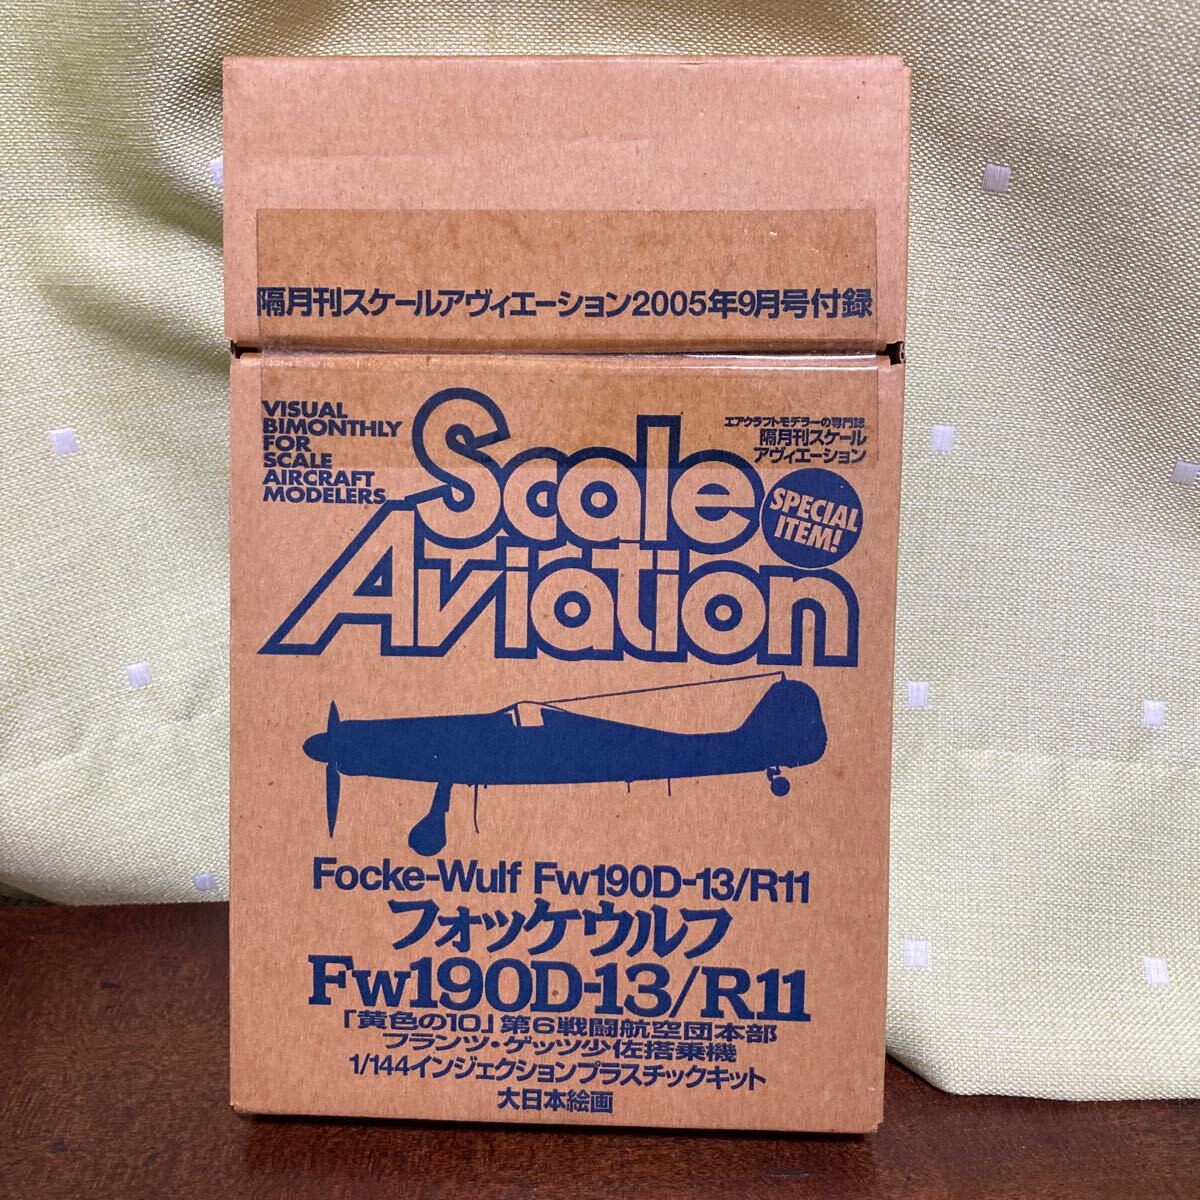 隔月刊スケールアヴィエーション2005年9月号付録
VISUAL
BIMONTHLY
FOR
SCALE
AIRCRAFT
MODELERS
エアクラフトモデラーの専門誌
隔月刊スケール
アヴィエーション
Scale
Aviation
SPECIAL
ITEM!
Focke-Wulf Fw190D-13/R11
フォッケウルフ
Fw190D-13/R11
「黄色の10」第6戦闘航空団本部
フランツ・ゲッツ少佐搭乗機
1/144インジェクションプラスチックキット
大日本絵画